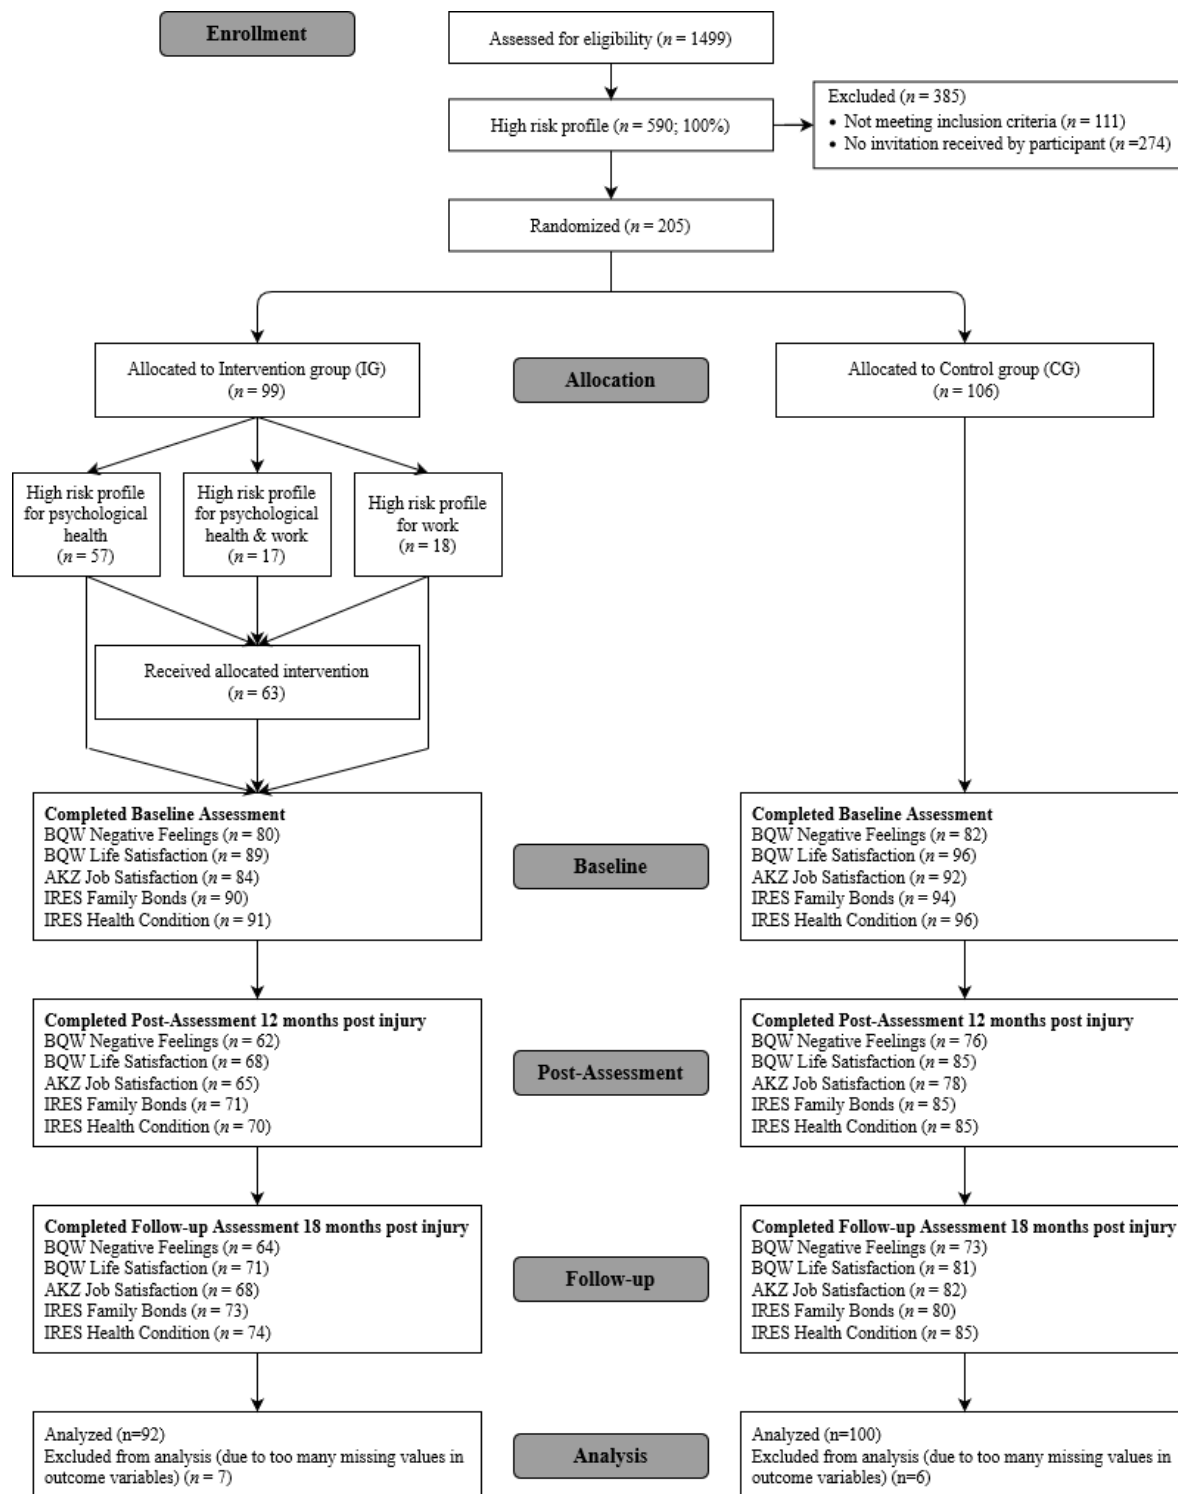 Enrollment
Assessed for eligibility (n = 1499)
High risk profile (n = 590; 100%)
Excluded (n = 385)
• Not meeting inclusion criteria (n = 111)
• No invitation received by participant (n =274)
Randomized (n = 205)
Allocated to Intervention group (IG)
(n = 99)
Allocation
Allocated to Control group (CG)
(n = 106)
High risk profile
for psychological
health
(n = 57)
High risk profile
for psychological
health & work
(n = 17)
High risk profile
for work
(n = 18)
Received allocated intervention
(n = 63)
Completed Baseline Assessment
BQW Negative Feelings (n = 80)
BQW Life Satisfaction (n = 89)
AKZ Job Satisfaction (n = 84)
IRES Family Bonds (n = 90)
IRES Health Condition (n = 91)
Baseline
Completed Baseline Assessment
BQW Negative Feelings (n = 82)
BQW Life Satisfaction (n = 96)
AKZ Job Satisfaction (n = 92)
IRES Family Bonds (n = 94)
IRES Health Condition (n = 96)
Completed Post-Assessment 12 months post injury
BQW Negative Feelings (n = 62)
BQW Life Satisfaction (n = 68)
AKZ Job Satisfaction (n = 65)
IRES Family Bonds (n = 71)
IRES Health Condition (n = 70)
Post-Assessment
Completed Post-Assessment 12 months post injury
BQW Negative Feelings (n = 76)
BQW Life Satisfaction (n = 85)
AKZ Job Satisfaction (n = 78)
IRES Family Bonds (n = 85)
IRES Health Condition (n = 85)
Completed Follow-up Assessment 18 months post injury
BQW Negative Feelings (n = 64)
BQW Life Satisfaction (n = 71)
AKZ Job Satisfaction (n = 68)
IRES Family Bonds (n = 73)
IRES Health Condition (n = 74)
Follow-up
Completed Follow-up Assessment 18 months post injury
BQW Negative Feelings (n = 73)
BQW Life Satisfaction (n = 81)
AKZ Job Satisfaction (n = 82)
IRES Family Bonds (n = 80)
IRES Health Condition (n = 85)
Analyzed (n=92)
Excluded from analysis (due to too many missing values in
outcome variables) (n = 7)
Analysis
Analyzed (n=100)
Excluded from analysis (due to too many missing values in
outcome variables) (n=6)